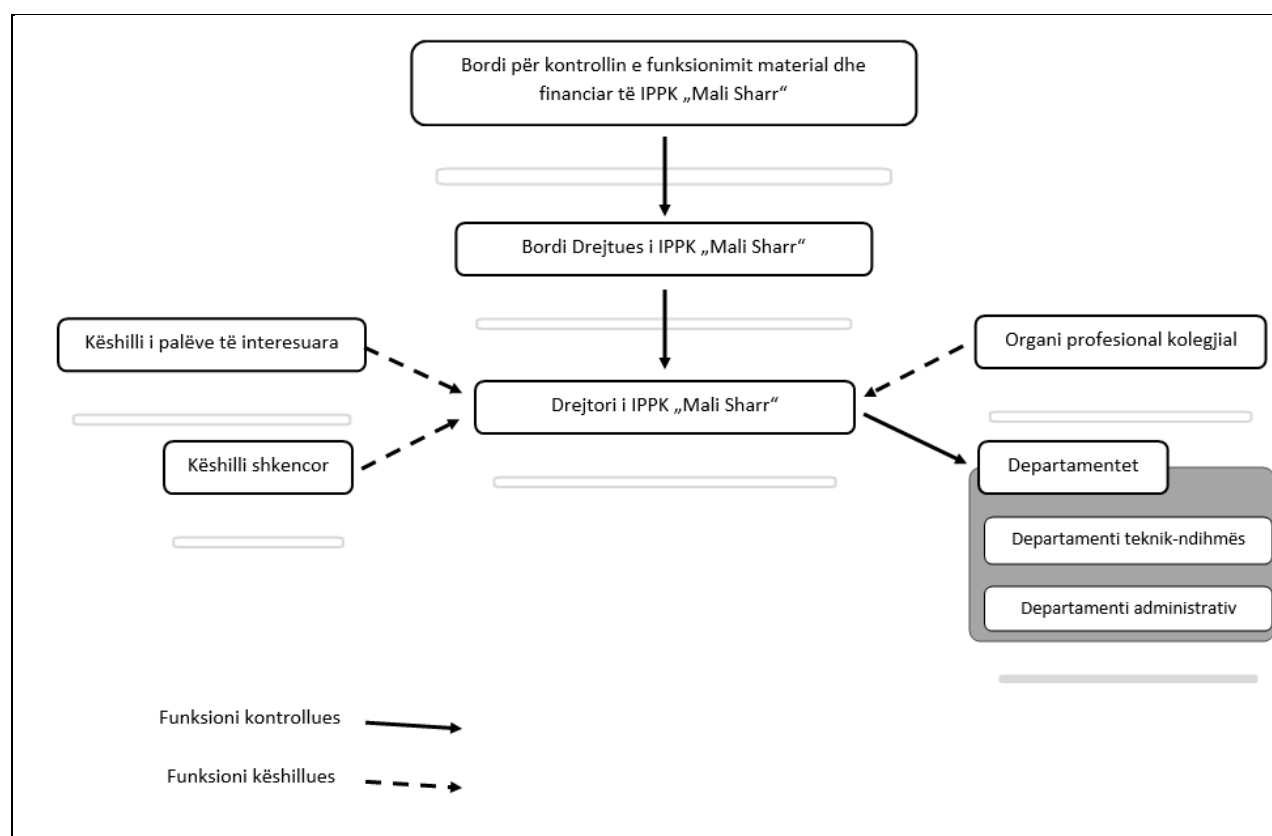 Bordi për kontrollin e funksionimit material dhe
financiar të IPPK „Mali Sharr“
Bordi Drejtues i IPPK „Mali Sharr“
Këshilli i palëve të interesuara
Organi profesional kolegjial
Drejtori i IPPK „Mali Sharr“
Këshilli shkencor
Departamentet
Departamenti teknik-ndihmës
Departamenti administrativ
Funksioni kontrollues
Funksioni këshillues